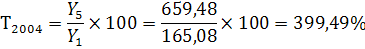 T₂₀₀₄ = Y₅/Y₁ × 100 = 659,48/165,08 × 100 = 399,49%